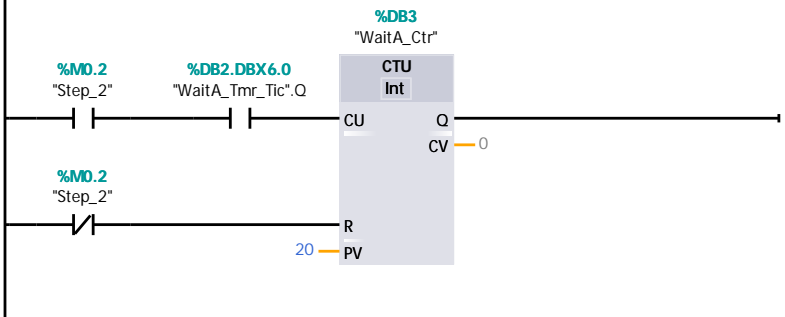 %DB3
"WaitA_Ctr"
%M0.2
"Step_2"
%DB2.DBX6.0
"WaitA_Tmr_Tic".Q
CTU
Int
CU
Q
CV
0
%M0.2
"Step_2"
R
20
PV